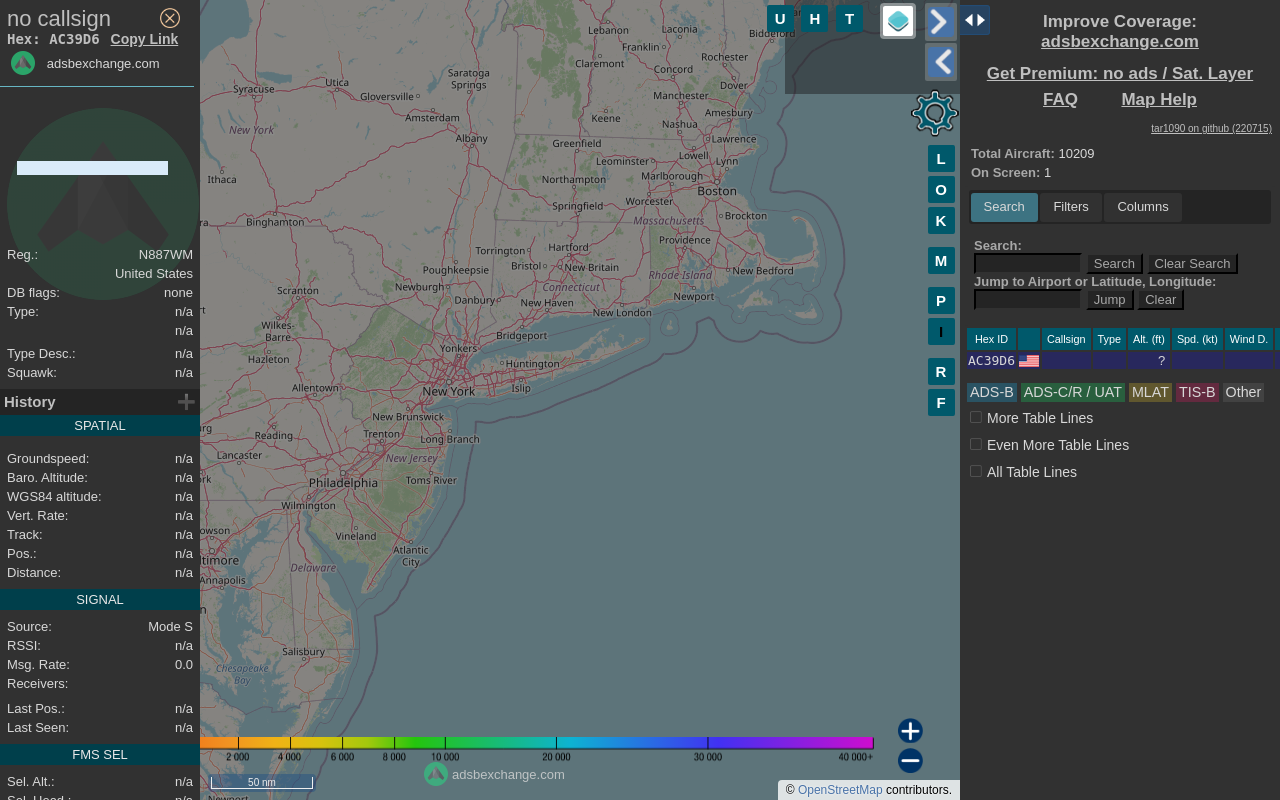 no callsign
Hex: AC39D6 Copy Link
adsbexchange.com
Reg.: N887WM
United States
DB flags: none
Type: n/a
n/a
Type Desc.: n/a
Squawk: n/a
History
SPATIAL
Groundspeed: n/a
Baro. Altitude: n/a
WGS84 altitude: n/a
Vert. Rate: n/a
Track: n/a
Pos.: n/a
Distance: n/a
SIGNAL
Source: Mode S
RSSI: n/a
Msg. Rate: 0.0
Receivers:
Last Pos.: n/a
Last Seen: n/a
FMS SEL
Sel. Alt.: n/a
Lebanon
Laconia
Franklin
Biddeford
Claremont
Rochester
Concord
Dover
Utica
Saratoga
Springs
Syracuse
Gloversville
Manchester
Amesbury
Amsterdam
Keene
Nashua
New York
Albany
Greenfield
Lawrence
Lowell
Leominster
Lynn
Ithaca
Northampton
Marlborough
Boston
Springfield
Worcester
Binghamton
Massachusetts
Brockton
Torrington
Hartford
Providence
Poughkeepsie
Bristol
New Britain
Rhode Island
New Bedford
Scranton
Newburgh
Connecticut
Danbury
New Haven
Newport
New London
Wilkes-
Barre
Bridgeport
Hazleton
Yonkers
Huntington
Allentown
New York
Islip
New Brunswick
Reading
Trenton
Long Branch
Lancaster
New Jersey
Philadelphia
Toms River
Wilmington
Vineland
Atlantic
City
Delaware
Annapolis
Salisbury
Chesapeake
Bay
2 000 4 000 6 000 8 000 10 000 20 000 30 000 40 000+
adsbexchange.com
50 nm
© OpenStreetMap contributors.
U H T
L
O
K
M
P
I
R
F
Improve Coverage:
adsbexchange.com
Get Premium: no ads / Sat. Layer
FAQ Map Help
tar1090 on github (220715)
Total Aircraft: 10209
On Screen: 1
Search Filters Columns
Search:
Search Clear Search
Jump to Airport or Latitude, Longitude:
Jump Clear
Hex ID Callsign Type Alt. (ft) Spd. (kt) Wind D.
AC39D6 ?
ADS-B ADS-C/R / UAT MLAT TIS-B Other
More Table Lines
Even More Table Lines
All Table Lines